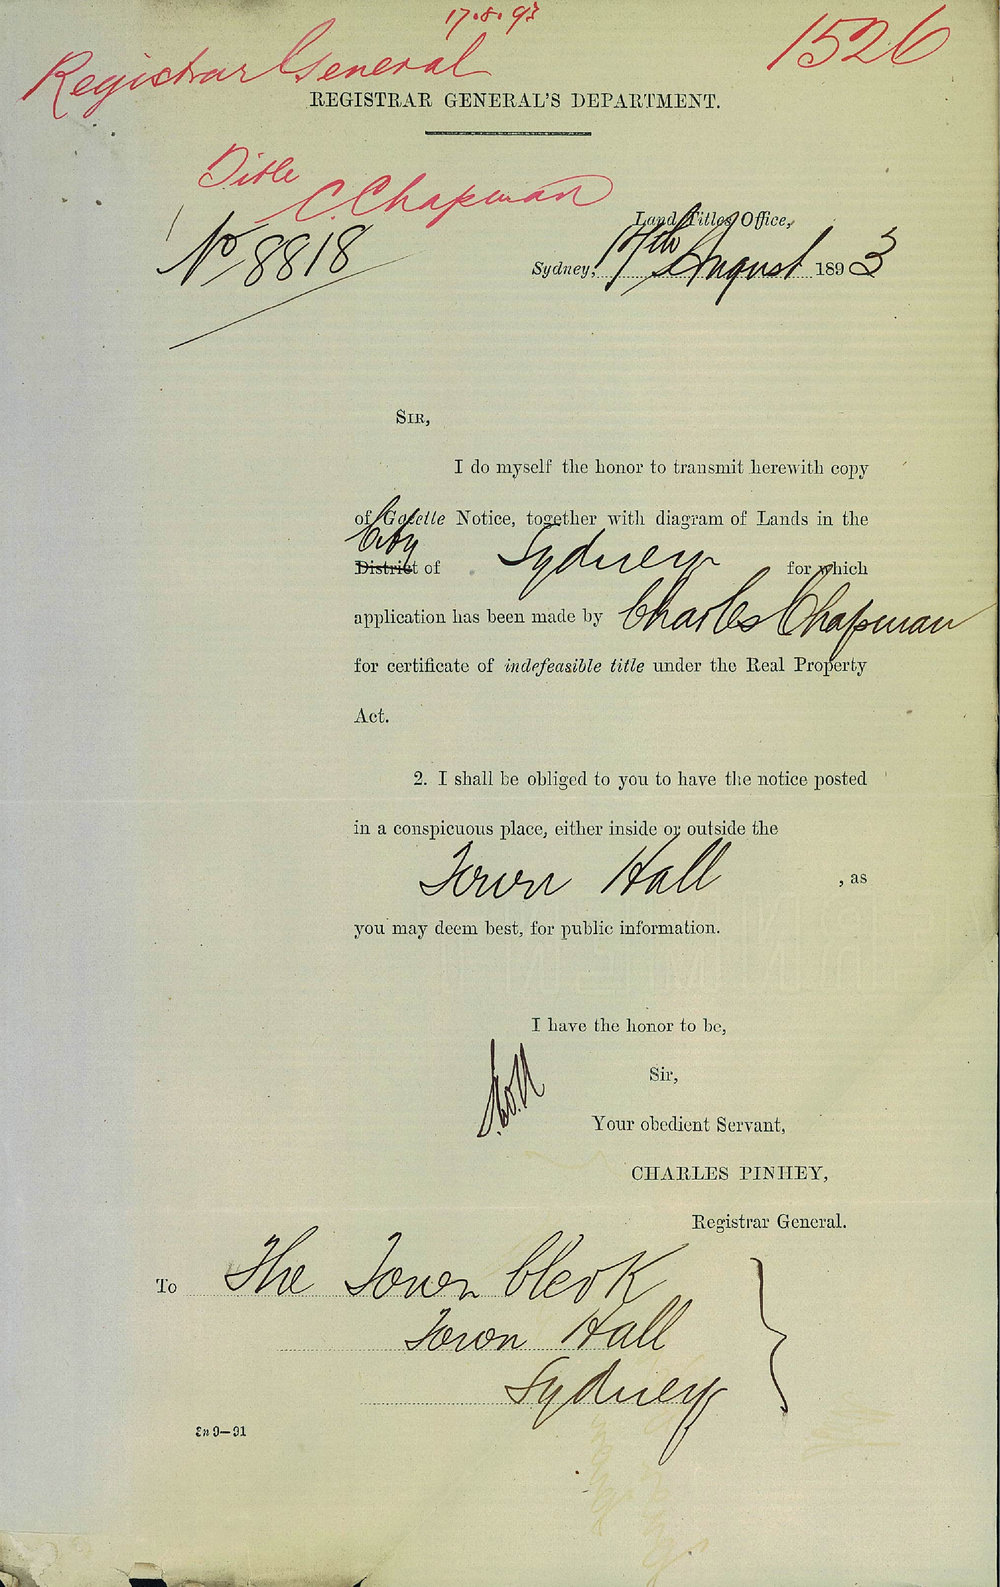 17.8.93
Registrar General
1526
REGISTRAR GENERAL'S DEPARTMENT.
Title
C. Chapman
No 8818
Land Titles Office,
Sydney, 17th August 1893
SIR,
I do myself the honor to transmit herewith copy
of Gazette Notice, together with diagram of Lands in the
City
District of Sydney for which
application has been made by Charles Chapman
for certificate of indefeasible title under the Real Property
Act.
2. I shall be obliged to you to have the notice posted
in a conspicuous place, either inside or outside the
Town Hall, as
you may deem best, for public information.
I have the honor to be,
Sir,
Your obedient Servant,
CHARLES PINHEY,
Registrar General.
To The Town Clerk
Town Hall
Sydney
9—91